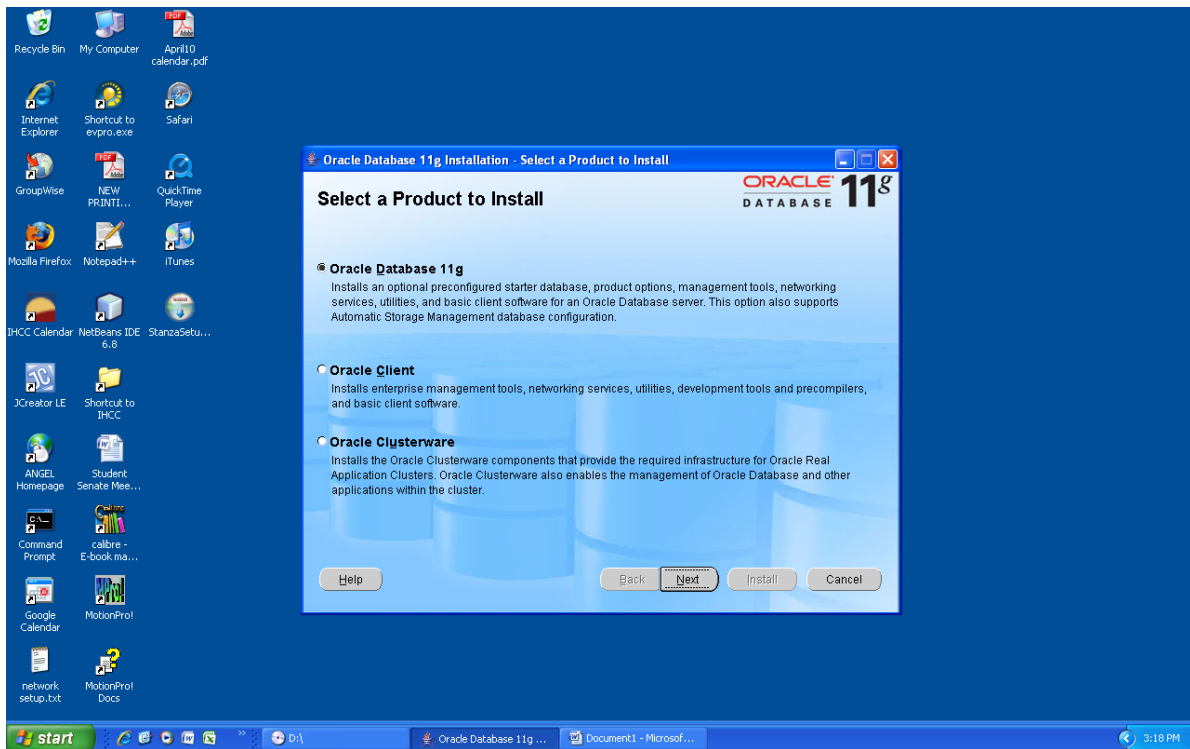 Recycle Bin
My Computer
April10
calendar.pdf
Internet
Explorer
Shortcut to
evpro.exe
Safari
GroupWise
NEW
PRINTI...
QuickTime
Player
Mozilla Firefox
Notepad++
iTunes
IHCC Calendar
NetBeans IDE
6.8
StanzaSetu...
JCreator LE
Shortcut to
IHCC
ANGEL
Homepage
Student
Senate Mee...
Command
Prompt
calibre -
E-book ma...
Google
Calendar
MotionPro!
network
setup.txt
MotionPro!
Docs
Oracle Database 11g Installation - Select a Product to Install
Select a Product to Install
ORACLE 11g
DATABASE
Oracle Database 11g
Installs an optional preconfigured starter database, product options, management tools, networking
services, utilities, and basic client software for an Oracle Database server. This option also supports
Automatic Storage Management database configuration.
Oracle Client
Installs enterprise management tools, networking services, utilities, development tools and precompilers,
and basic client software.
Oracle Clusterware
Installs the Oracle Clusterware components that provide the required infrastructure for Oracle Real
Application Clusters. Oracle Clusterware also enables the management of Oracle Database and other
applications within the cluster.
Help
Back
Next
Install
Cancel
start
D:\
Oracle Database 11g ...
Document1 - Microsof...
3:18 PM